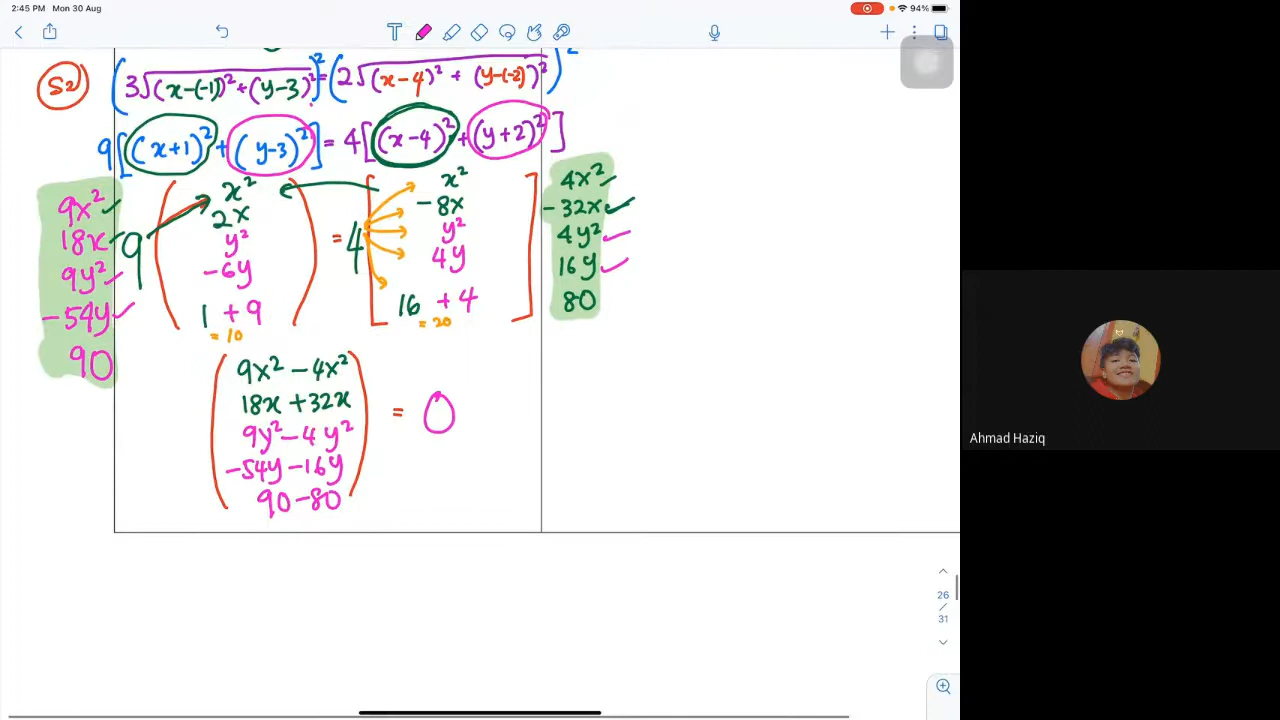 2:45 PM Mon 30 Aug
94%
S2
(3√(x-(-1))²+(y-3)²)² = (2√(x-4)² + (y-(-2))²)²
9[(x+1)² + (y-3)²] = 4[(x-4)² + (y+2)²]
9x²
18x
9y²
-54y
90
9
x²
2x
y²
-6y
1 + 9
= 10
= 4
x²
-8x
y²
4y
16 + 4
= 20
4x²
-32x
4y²
16y
80
9x² - 4x²
18x + 32x
9y² - 4y²
-54y - 16y
90 - 80
= 0
Ahmad Haziq
26
/
31